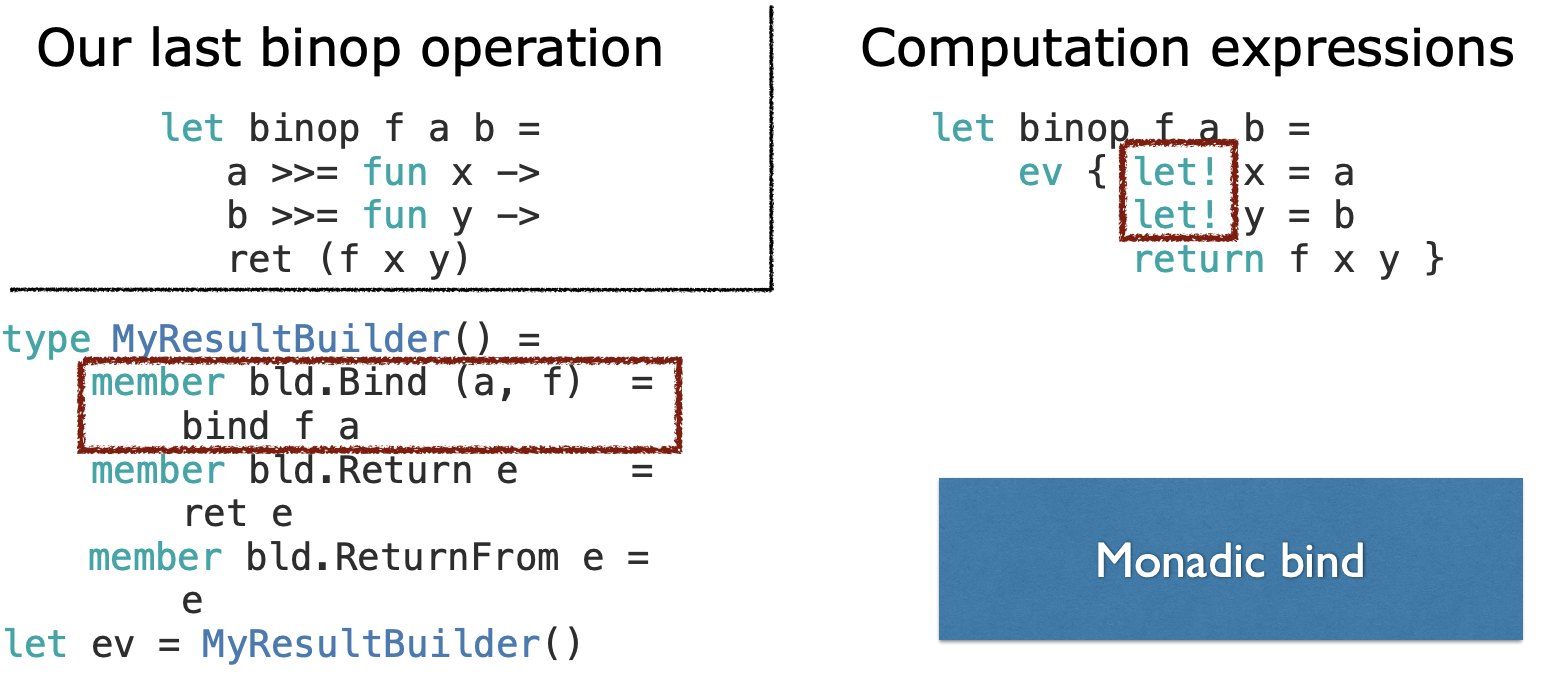 Our last binop operation
let binop f a b =
a >>= fun x ->
b >>= fun y ->
ret (f x y)
type MyResultBuilder() =
member bld.Bind (a, f) =
bind f a
member bld.Return e =
ret e
member bld.ReturnFrom e =
e
let ev = MyResultBuilder()
Computation expressions
let binop f a b =
ev { let! x = a
let! y = b
return f x y }
Monadic bind